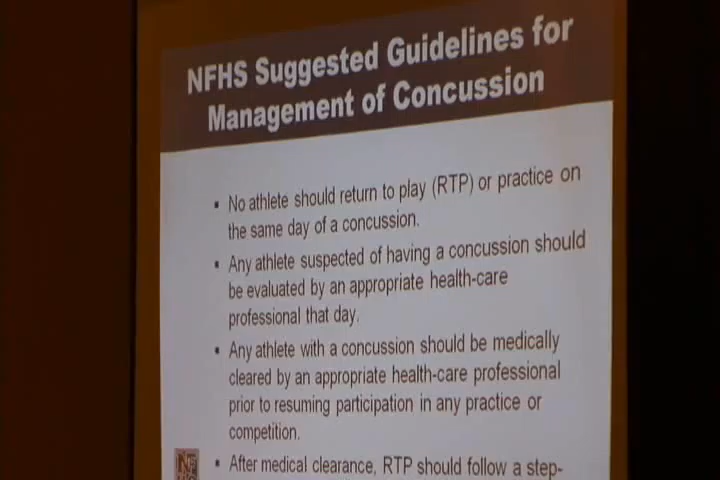 NFHS Suggested Guidelines for
Management of Concussion
▪ No athlete should return to play (RTP) or practice on
the same day of a concussion.
▪ Any athlete suspected of having a concussion should
be evaluated by an appropriate health-care
professional that day.
▪ Any athlete with a concussion should be medically
cleared by an appropriate health-care professional
prior to resuming participation in any practice or
competition.
▪ After medical clearance, RTP should follow a step-